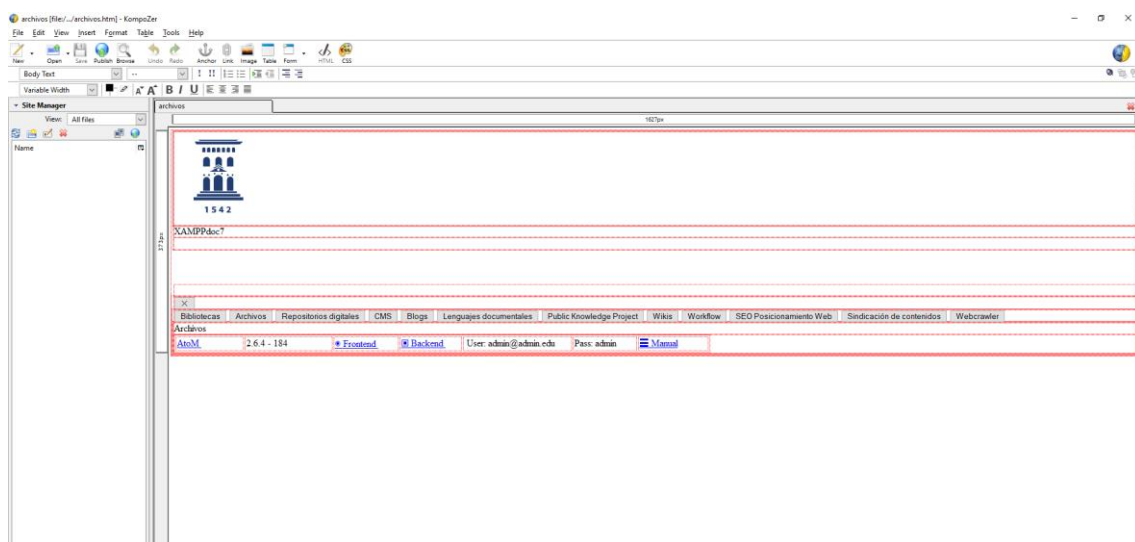 archivos [file:/.../archivos.htm] - KompoZer
File Edit View Insert Format Table Tools Help
New Open Save Publish Browse Undo Redo Anchor Link Image Table Form HTML CSS
Body Text
Variable Width B I U
Site Manager archivos
View: All files 1627px
Name
1542
XAMPPdoc7
373px
Bibliotecas Archivos Repositorios digitales CMS Blogs Lenguajes documentales Public Knowledge Project Wikis Workflow SEO Posicionamiento Web Sindicación de contenidos Webcrawler
Archivos
AtoM 2.6.4 - 184 Frontend Backend User: admin@admin.edu Pass: admin Manual